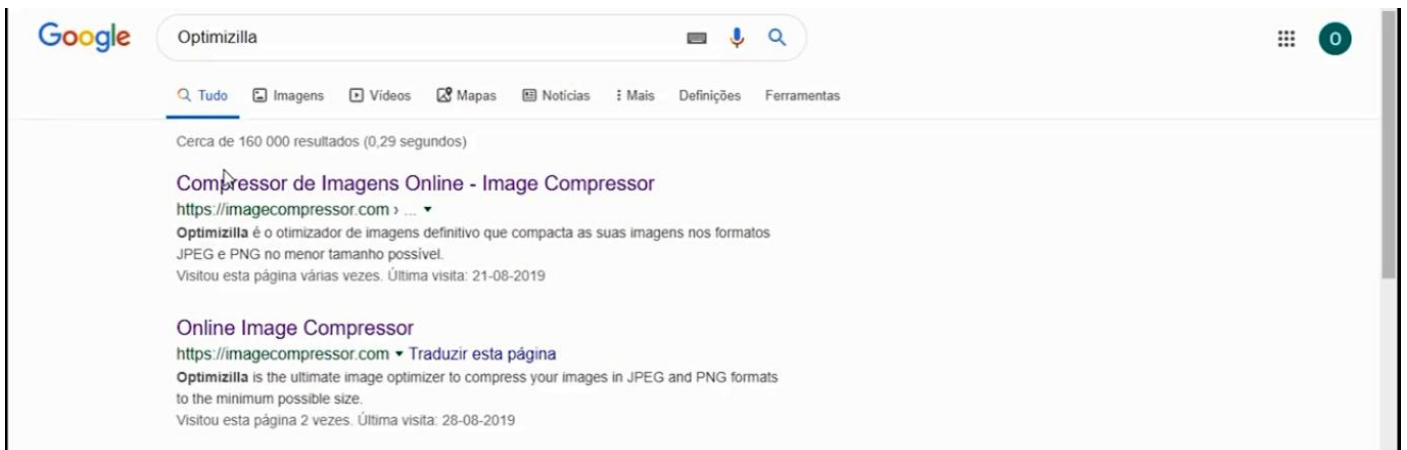 Google Optimizilla O
Tudo Imagens Vídeos Mapas Notícias Mais Definições Ferramentas
Cerca de 160 000 resultados (0,29 segundos)
Compressor de Imagens Online - Image Compressor
https://imagecompressor.com › ...
Optimizilla é o otimizador de imagens definitivo que compacta as suas imagens nos formatos
JPEG e PNG no menor tamanho possível.
Visitou esta página várias vezes. Última visita: 21-08-2019
Online Image Compressor
https://imagecompressor.com Traduzir esta página
Optimizilla is the ultimate image optimizer to compress your images in JPEG and PNG formats
to the minimum possible size.
Visitou esta página 2 vezes. Última visita: 28-08-2019